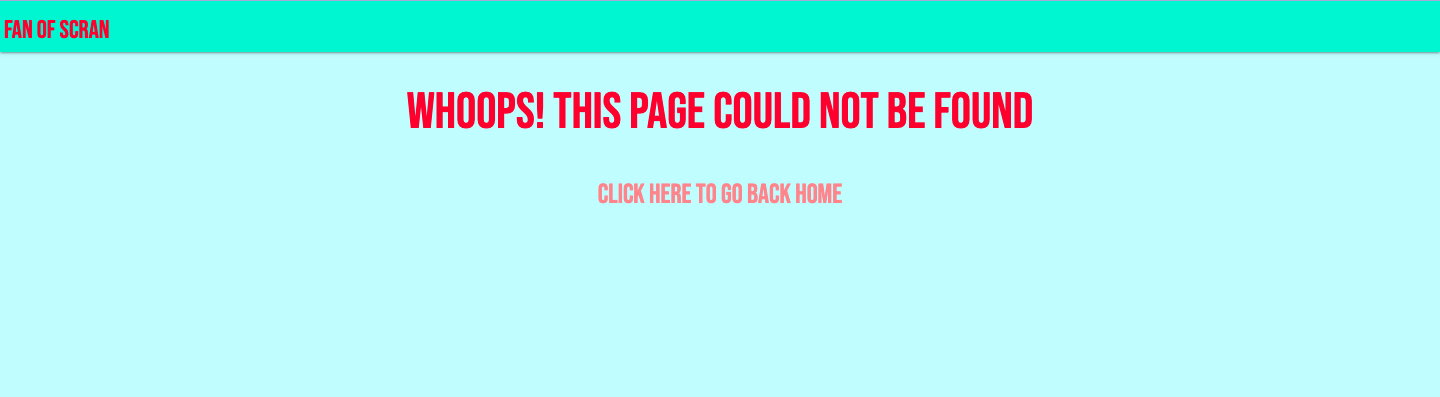 FAN OF SCRAN
WHOOPS! THIS PAGE COULD NOT BE FOUND
CLICK HERE TO GO BACK HOME